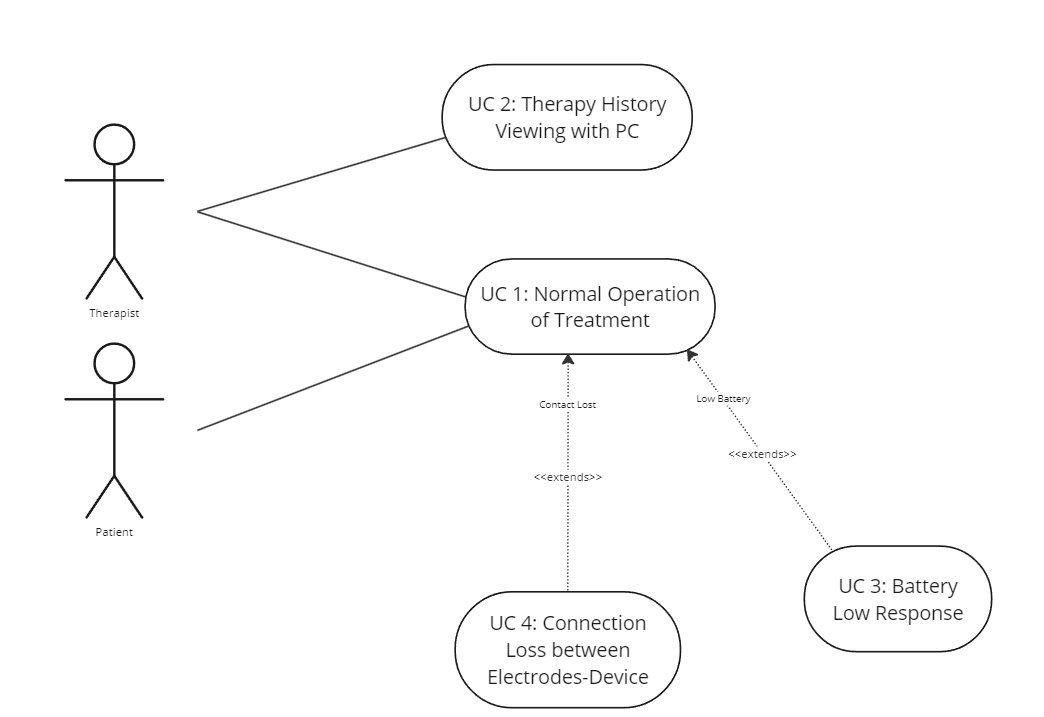 UC 2: Therapy History
Viewing with PC
Therapist
UC 1: Normal Operation
of Treatment
Patient
Contact Lost
Low Battery
<<extends>>
<<extends>>
UC 3: Battery
Low Response
UC 4: Connection
Loss between
Electrodes-Device